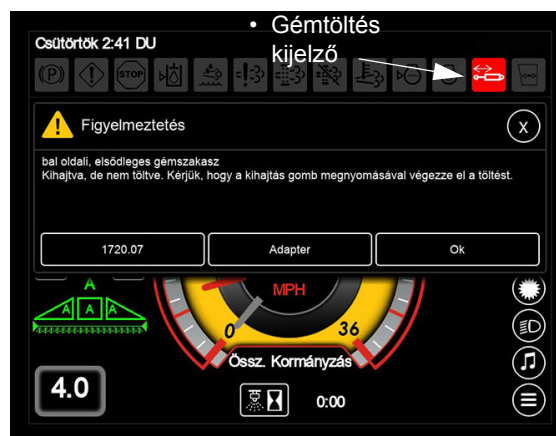 • Gémtöltés
kijelző
Csütörtök 2:41 DU
(P) STOP
Figyelmeztetés X
bal oldali, elsődleges gémszakasz
Kihajtva, de nem töltve. Kérjük, hogy a kihajtás gomb megnyomásával végezze el a töltést.
1720.07 Adapter Ok
A
A A A
MPH
0 36
Össz. Kormányzás
4.0
0:00